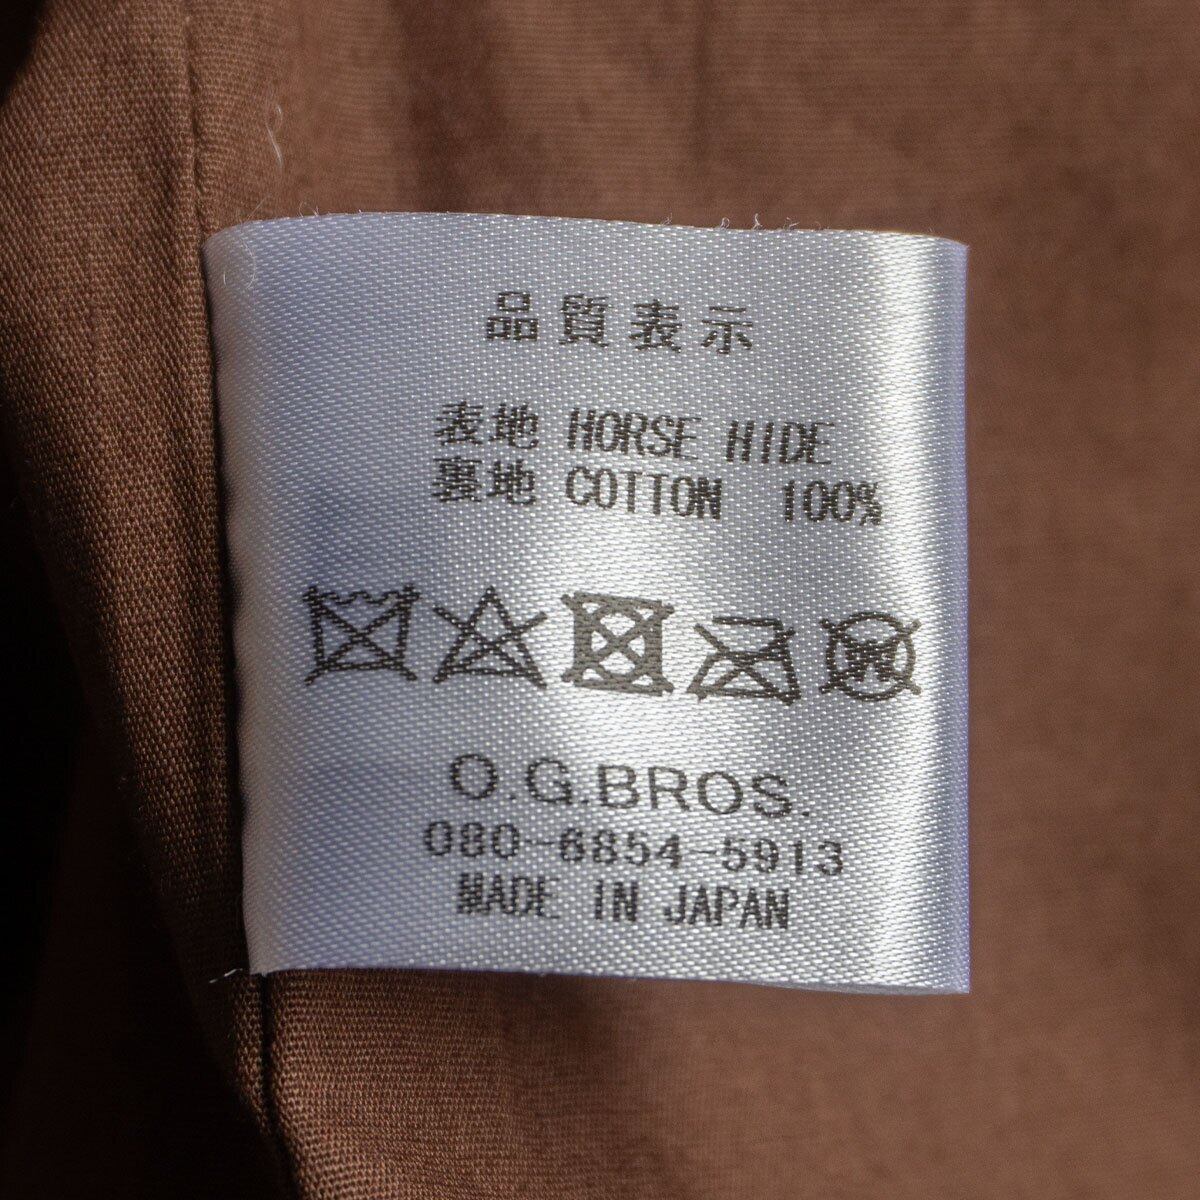 品質表示
表地 HORSE HIDE
裏地 COTTON 100%
O.G.BROS.
080-6854-5913
MADE IN JAPAN